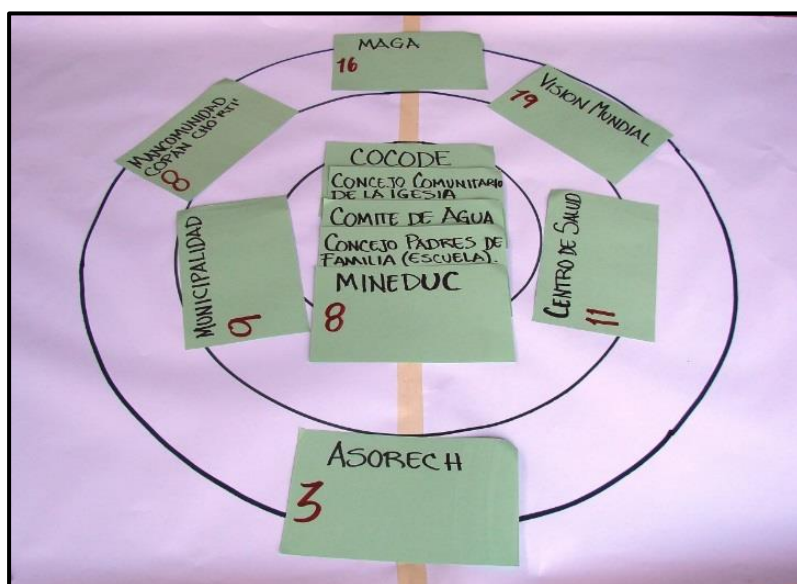 MAGA
16
MANCOMUNIDAD,
COPÁN CHO'RTI'
8
VISION MUNDIAL
19
COCODE
CONCEJO COMUNITARIO
DE LA IGESIA
COMITE DE AGUA
CONCEJO PADRES DE
FAMILIA (ESCUELA).
MINEDUC
8
MUNICIPALIDAD
9
CENTRO DE SALUD
11
ASORECH
3